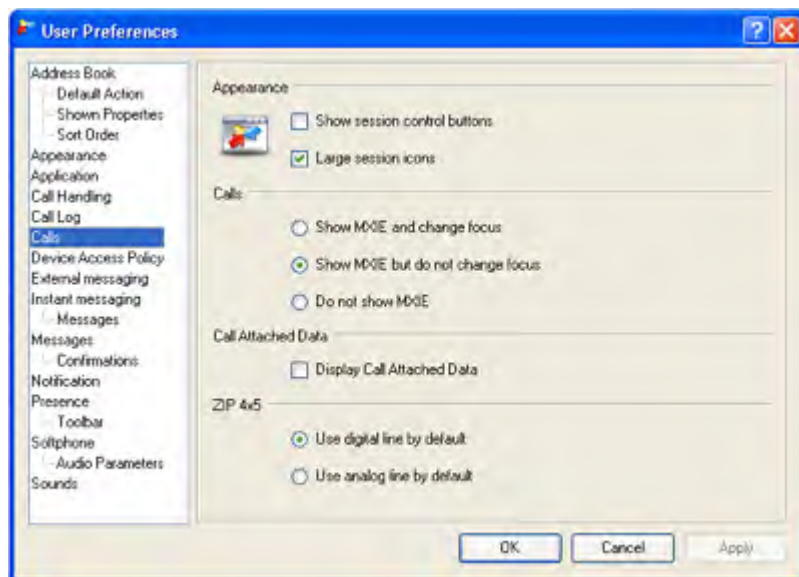 User Preferences
Address Book
Default Action
Shown Properties
Sort Order
Appearance
Application
Call Handling
Call Log
Calls
Device Access Policy
External messaging
Instant messaging
Messages
Messages
Confirmations
Notification
Presence
Toolbar
Softphone
Audio Parameters
Sounds
Appearance
Show session control buttons
Large session icons
Calls
Show MXIE and change focus
Show MXIE but do not change focus
Do not show MXIE
Call Attached Data
Display Call Attached Data
ZIP 4x5
Use digital line by default
Use analog line by default
OK Cancel Apply